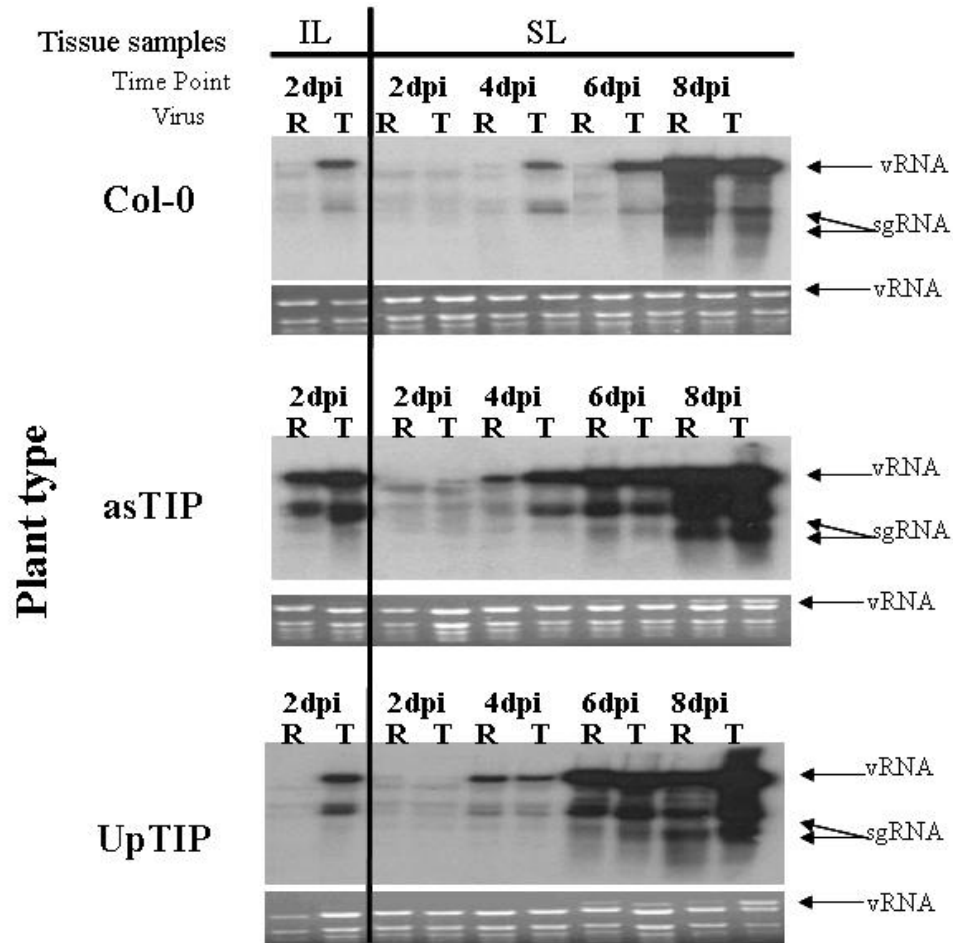 Tissue samples IL SL
Time Point 2dpi 2dpi 4dpi 6dpi 8dpi
Virus R T R T R T R T R T
vRNA
Col-0
sgRNA
vRNA
2dpi 2dpi 4dpi 6dpi 8dpi
R T R T R T R T R T
vRNA
asTIP
sgRNA
Plant type
vRNA
2dpi 2dpi 4dpi 6dpi 8dpi
R T R T R T R T R T
vRNA
UpTIP
sgRNA
vRNA